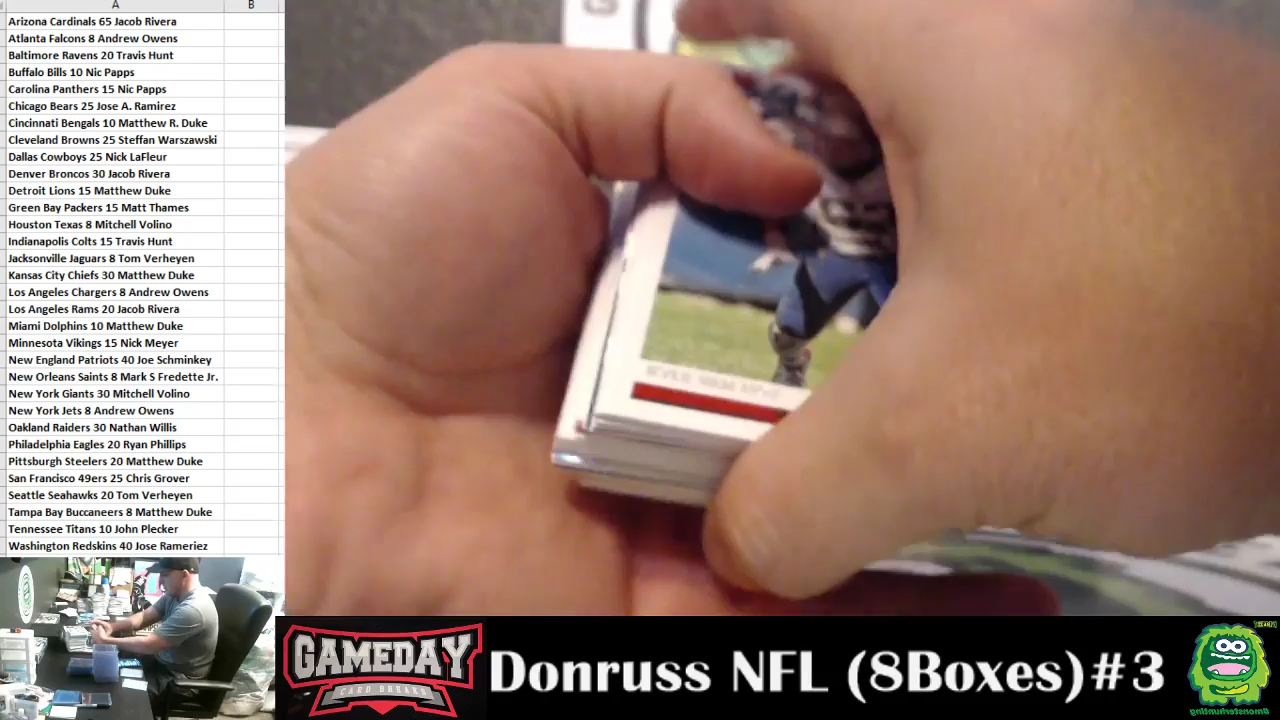 A B
Arizona Cardinals 65 Jacob Rivera
Atlanta Falcons 8 Andrew Owens
Baltimore Ravens 20 Travis Hunt
Buffalo Bills 10 Nic Papps
Carolina Panthers 15 Nic Papps
Chicago Bears 25 Jose A. Ramirez
Cincinnati Bengals 10 Matthew R. Duke
Cleveland Browns 25 Steffan Warszawski
Dallas Cowboys 25 Nick LaFleur
Denver Broncos 30 Jacob Rivera
Detroit Lions 15 Matthew Duke
Green Bay Packers 15 Matt Thames
Houston Texas 8 Mitchell Volino
Indianapolis Colts 15 Travis Hunt
Jacksonville Jaguars 8 Tom Verheyen
Kansas City Chiefs 30 Matthew Duke
Los Angeles Chargers 8 Andrew Owens
Los Angeles Rams 20 Jacob Rivera
Miami Dolphins 10 Matthew Duke
Minnesota Vikings 15 Nick Meyer
New England Patriots 40 Joe Schminkey
New Orleans Saints 8 Mark S Fredette Jr.
New York Giants 30 Mitchell Volino
New York Jets 8 Andrew Owens
Oakland Raiders 30 Nathan Willis
Philadelphia Eagles 20 Ryan Phillips
Pittsburgh Steelers 20 Matthew Duke
San Francisco 49ers 25 Chris Grover
Seattle Seahawks 20 Tom Verheyen
Tampa Bay Buccaneers 8 Matthew Duke
Tennessee Titans 10 John Plecker
Washington Redskins 40 Jose Rameriez
GAMEDAY
CARD BREAKS
Donruss NFL (8Boxes)#3
#monsterhunting